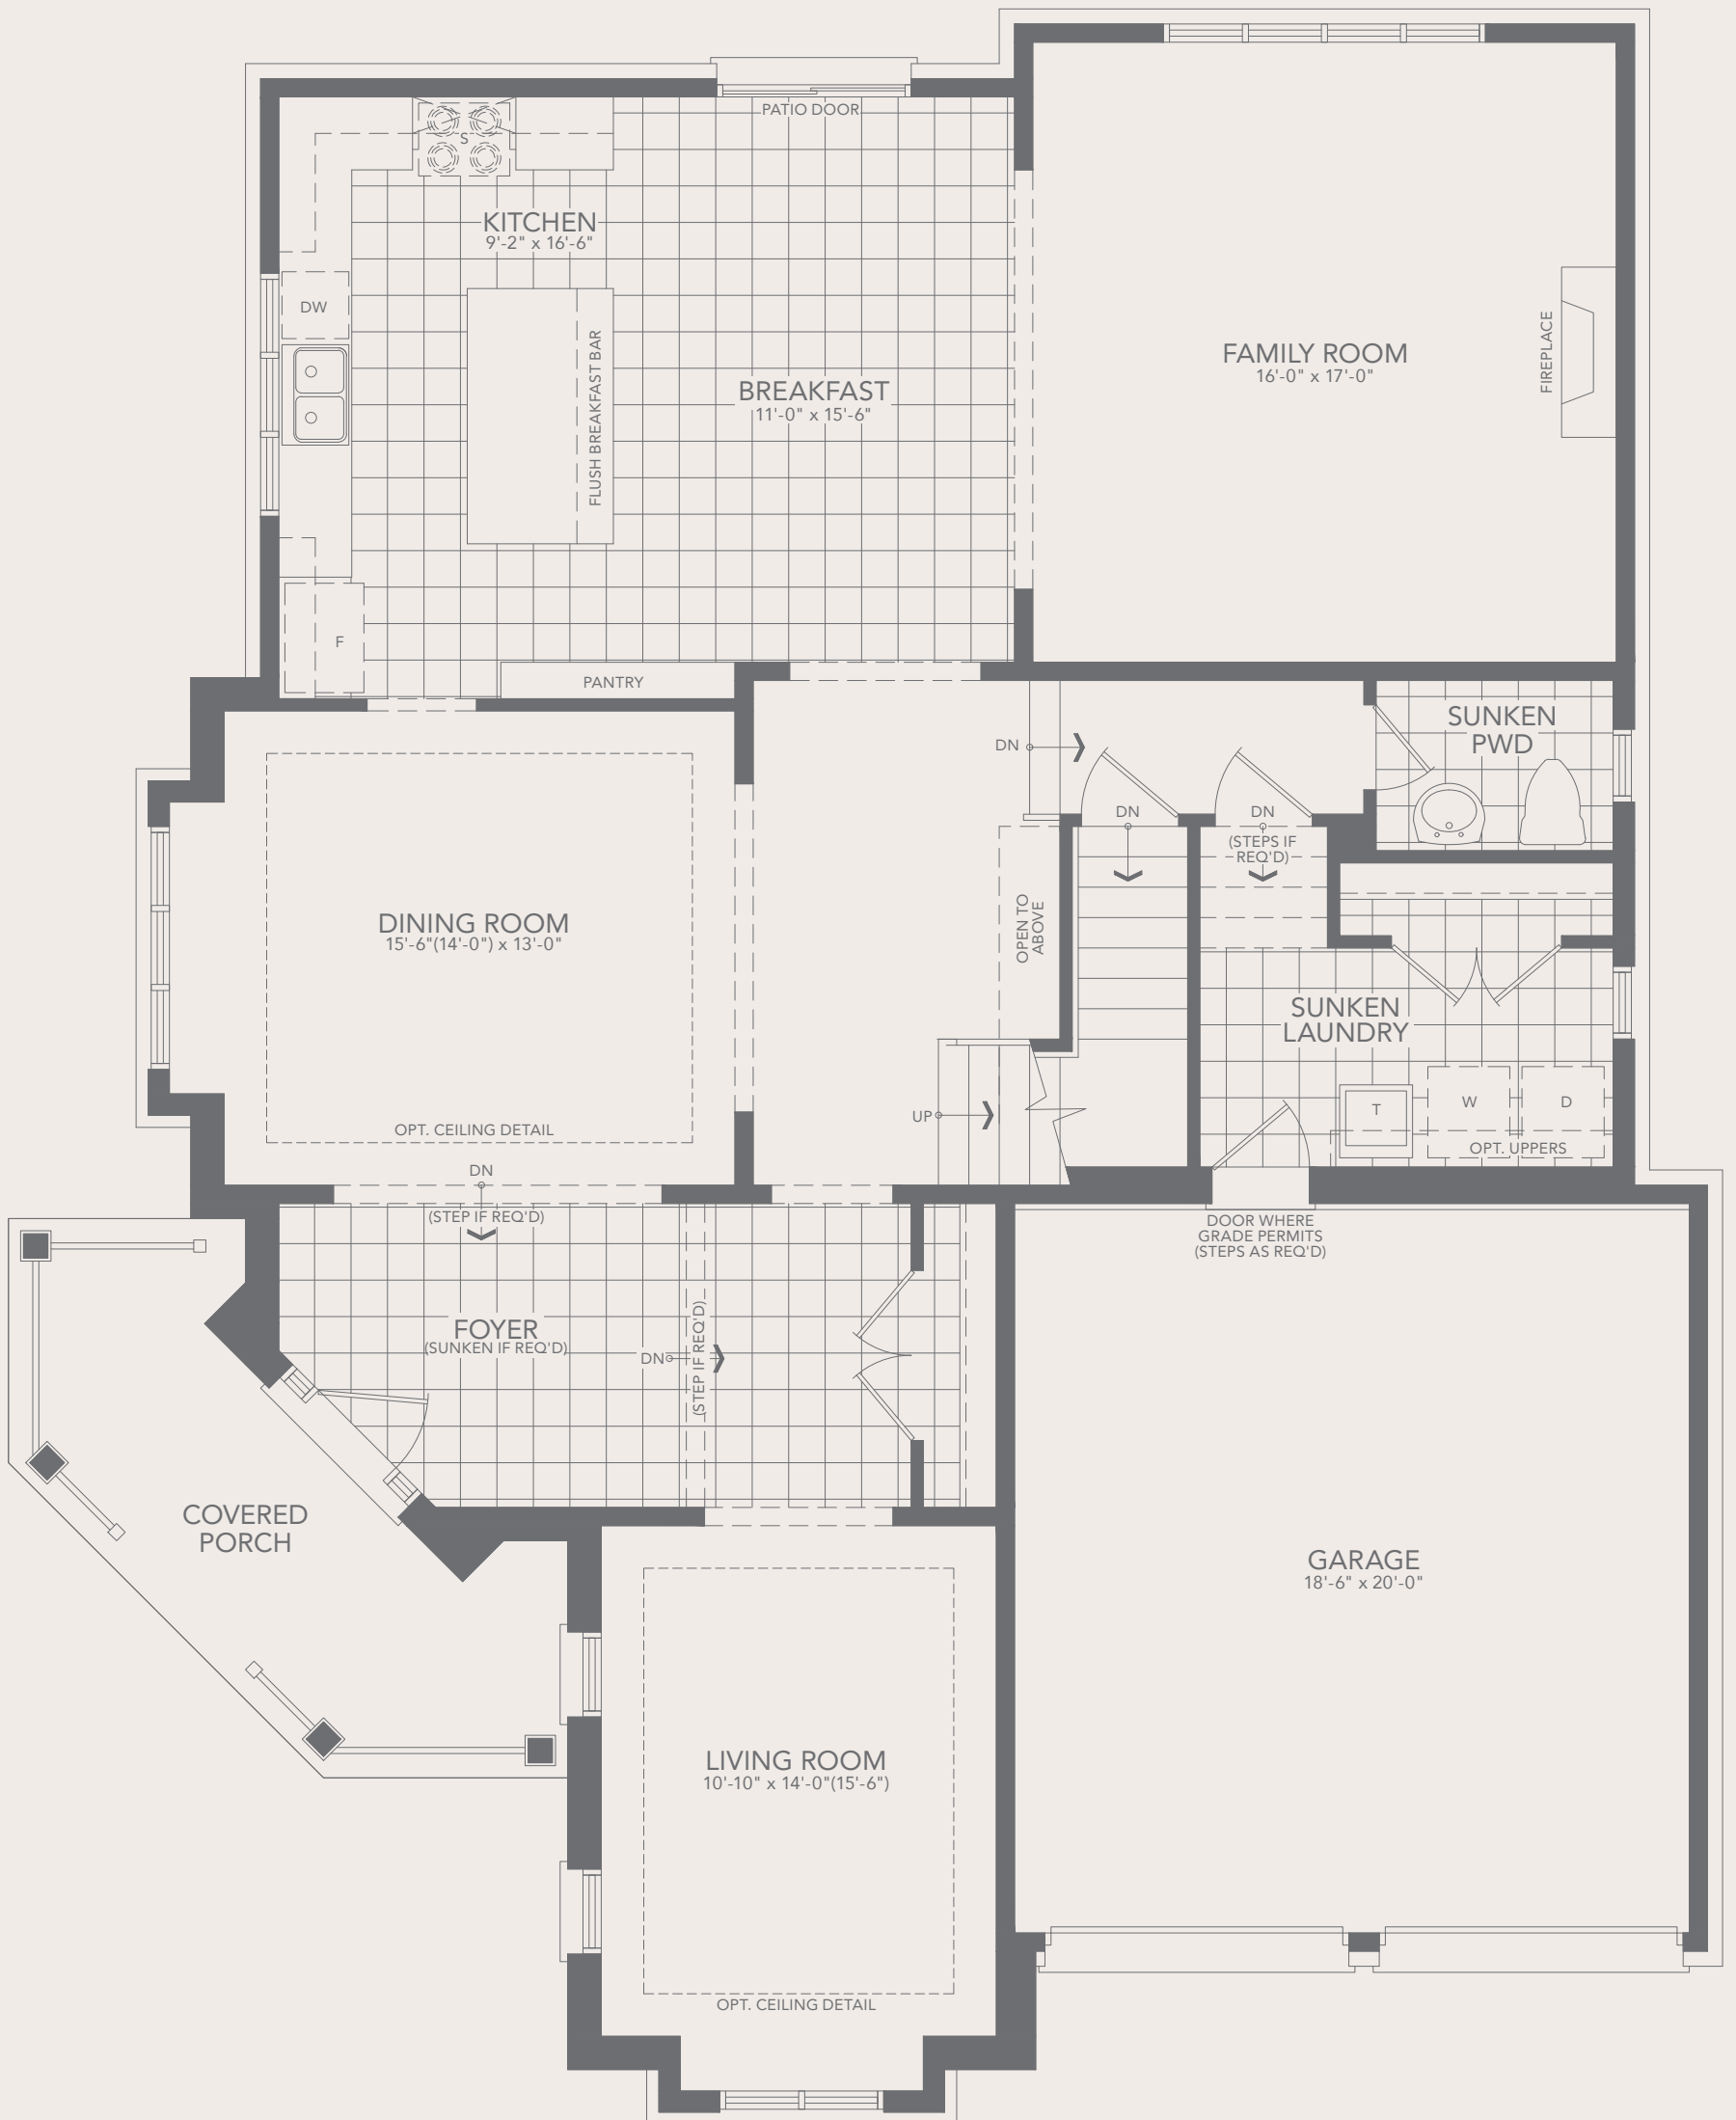 PATIO DOOR
S
KITCHEN
9'-2" x 16'-6"
DW
FLUSH BREAKFAST BAR
BREAKFAST
11'-0" x 15'-6"
FAMILY ROOM
16'-0" x 17'-0"
FIREPLACE
F
PANTRY
SUNKEN
PWD
DN
DN
DN
(STEPS IF
REQ'D)
OPEN TO
ABOVE
DINING ROOM
15'-6"(14'-0") x 13'-0"
OPT. CEILING DETAIL
SUNKEN
LAUNDRY
T
W
D
OPT. UPPERS
UP
DN
(STEP IF REQ'D)
DOOR WHERE
GRADE PERMITS
(STEPS AS REQ'D)
FOYER
(SUNKEN IF REQ'D)
DN
(STEP IF REQ'D)
COVERED
PORCH
GARAGE
18'-6" x 20'-0"
LIVING ROOM
10'-10" x 14'-0"(15'-6")
OPT. CEILING DETAIL